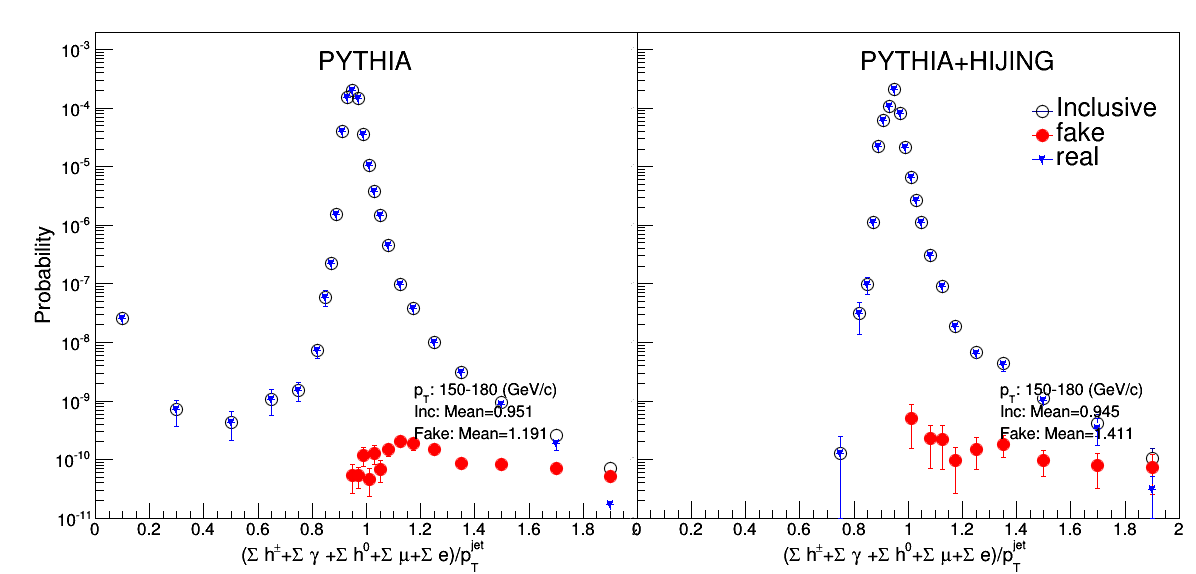 PYTHIA
PYTHIA+HIJING
Inclusive
fake
real
Probability
10⁻³
10⁻⁴
10⁻⁵
10⁻⁶
10⁻⁷
10⁻⁸
10⁻⁹
10⁻¹⁰
10⁻¹¹
p_T: 150-180 (GeV/c)
Inc: Mean=0.951
Fake: Mean=1.191
p_T: 150-180 (GeV/c)
Inc: Mean=0.945
Fake: Mean=1.411
0 0.2 0.4 0.6 0.8 1 1.2 1.4 1.6 1.8
0 0.2 0.4 0.6 0.8 1 1.2 1.4 1.6 1.8 2
(Σ h±+Σ γ +Σ h⁰+Σ μ+Σ e)/p_T^jet
(Σ h±+Σ γ +Σ h⁰+Σ μ+Σ e)/p_T^jet